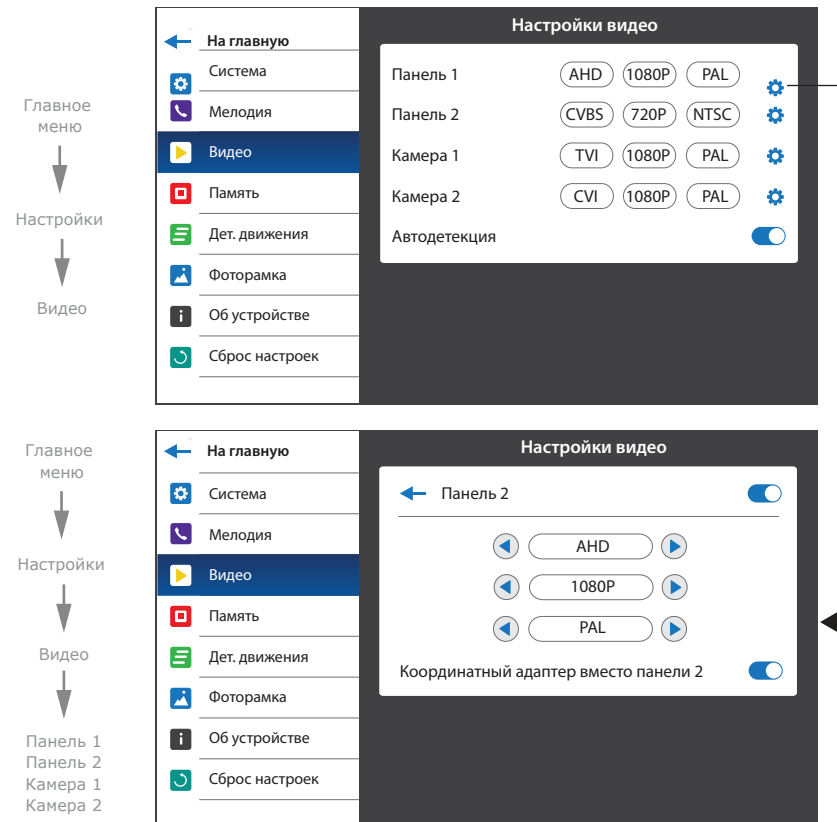 Главное
меню
Настройки
Видео
На главную
Система
Мелодия
Видео
Память
Дет. движения
Фоторамка
Об устройстве
Сброс настроек
Настройки видео
Панель 1 AHD 1080P PAL
Панель 2 CVBS 720P NTSC
Камера 1 TVI 1080P PAL
Камера 2 CVI 1080P PAL
Автодетекция
Главное
меню
Настройки
Видео
Панель 1
Панель 2
Камера 1
Камера 2
На главную
Система
Мелодия
Видео
Память
Дет. движения
Фоторамка
Об устройстве
Сброс настроек
Настройки видео
Панель 2
AHD
1080P
PAL
Координатный адаптер вместо панели 2